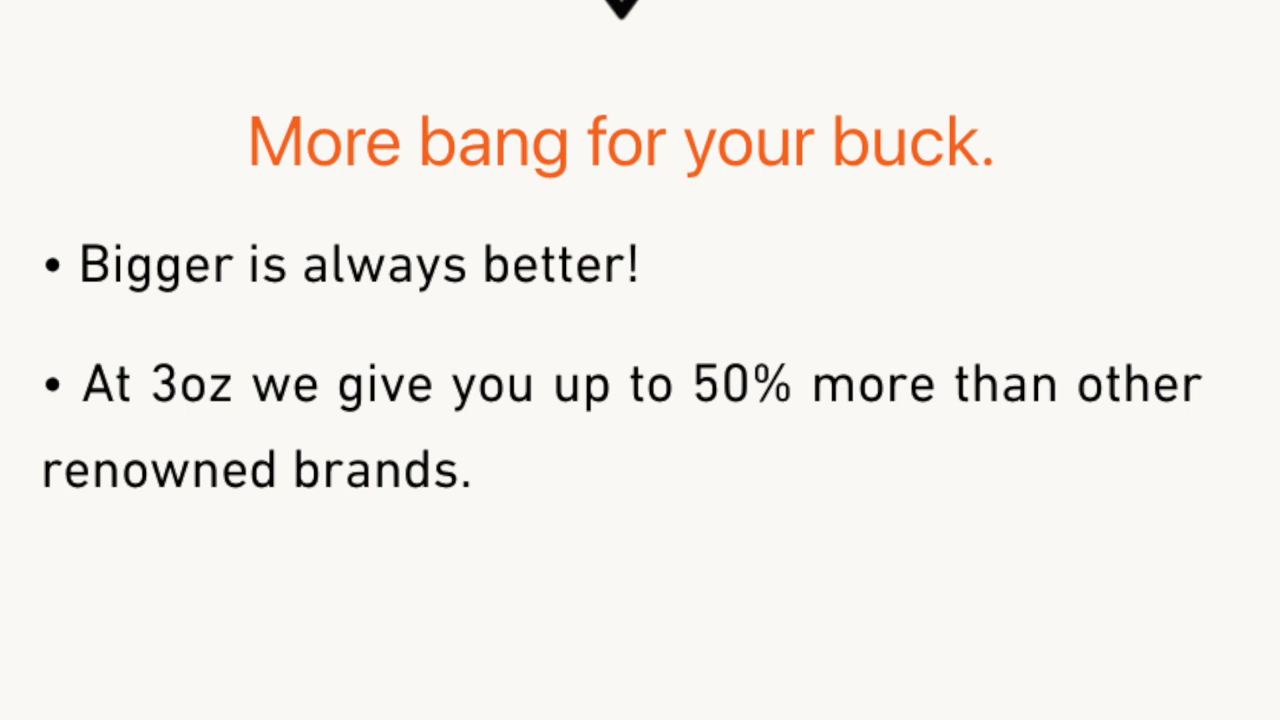 More bang for your buck.
• Bigger is always better!
• At 3oz we give you up to 50% more than other
renowned brands.